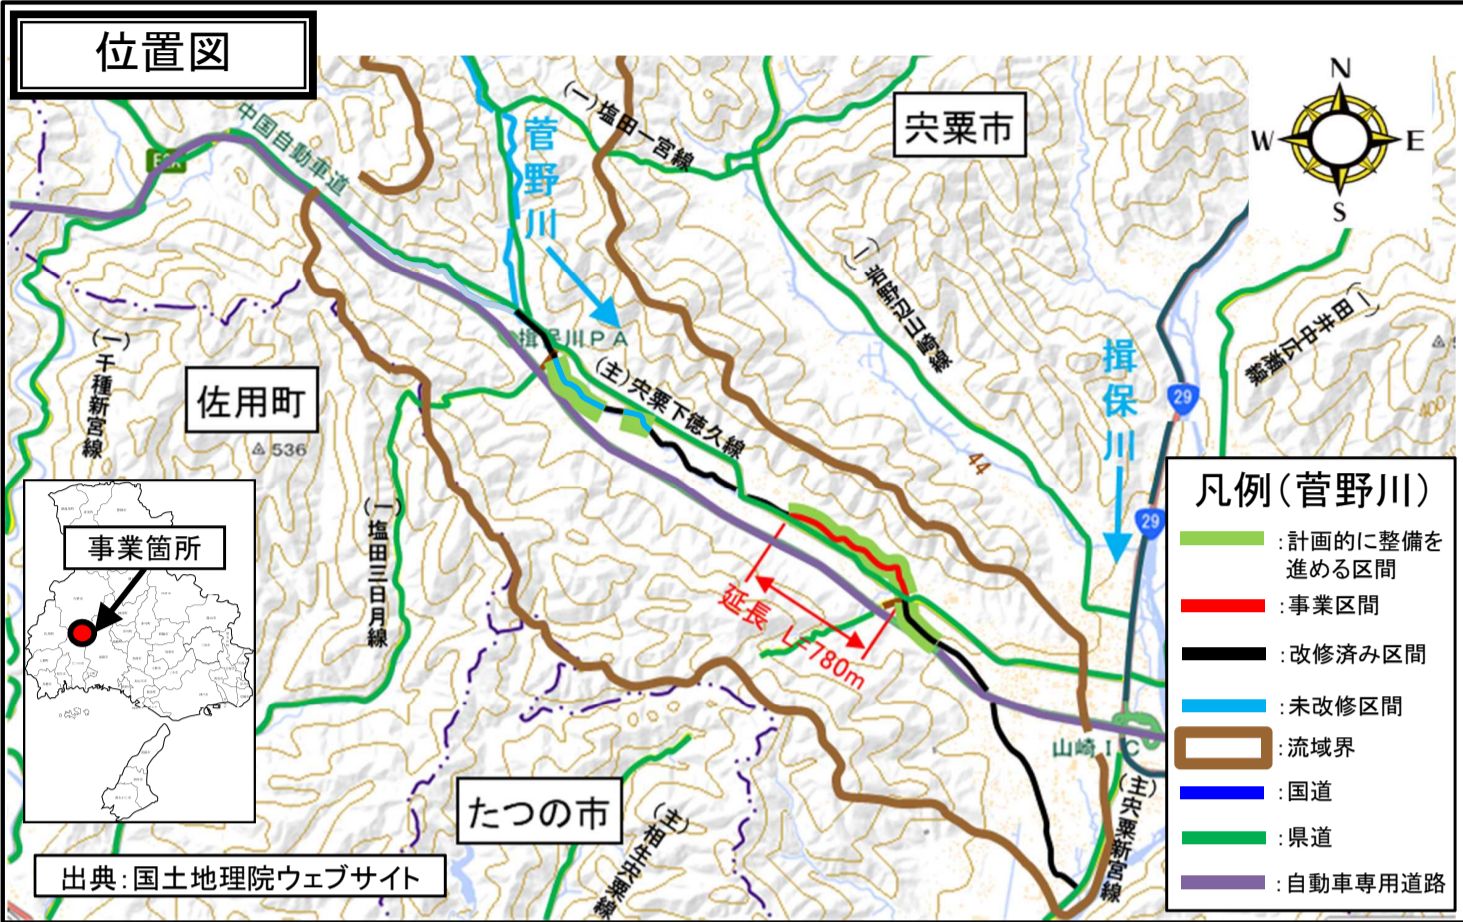 位置図
中国自動車道
菅野川
(一)塩田一宮線
宍粟市
N
W
E
S
(一)岩野辺山崎線
(一)田井中広瀬線
揖保川
29
29
(一)千種新宮線
佐用町
536
揖保川PA
(主)宍粟下徳久線
44
400
(一)塩田三日月線
事業箇所
延長 L=780m
山崎IC
たつの市
(主)相生宍粟線
(主)宍粟新宮線
出典:国土地理院ウェブサイト
凡例(菅野川)
:計画的に整備を
進める区間
:事業区間
:改修済み区間
:未改修区間
:流域界
:国道
:県道
:自動車専用道路